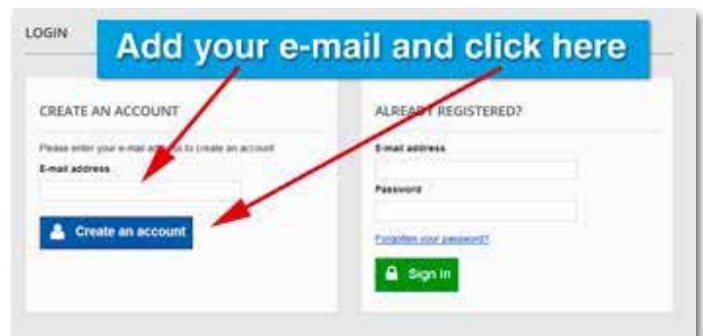 LOGIN
Add your e-mail and click here
CREATE AN ACCOUNT
Please enter your e-mail address to create an account
E-mail address
Create an account
ALREADY REGISTERED?
E-mail address
Password
Forgotten your password?
Sign in